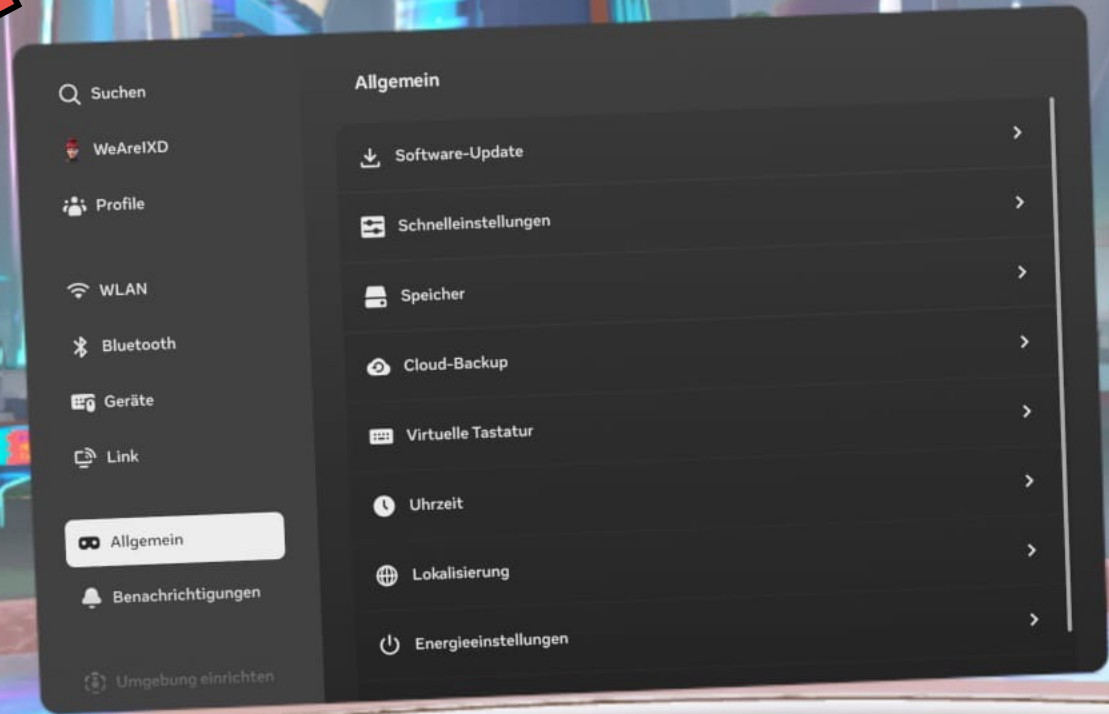 Suchen
WeAreIXD
Profile
WLAN
Bluetooth
Geräte
Link
Allgemein
Benachrichtigungen
Umgebung einrichten
Allgemein
Software-Update
Schnelleinstellungen
Speicher
Cloud-Backup
Virtuelle Tastatur
Uhrzeit
Lokalisierung
Energieeinstellungen